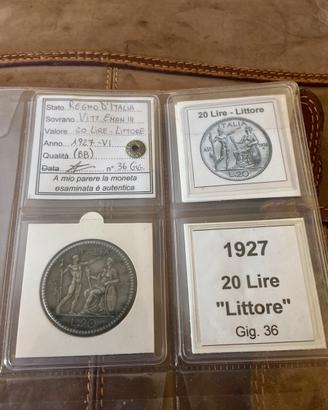 Stato REGNO D'ITALIA
Sovrano VITT. EMAN. III
Valore 20 LIRE - LITTORE
Anno 1927-VI
Qualità (BB)
Data n° 36 Gig.
A mio parere la moneta
esaminata è autentica
20 Lire - Littore
ITALIA
L.20
1927
20 Lire
"Littore"
Gig. 36
L.20